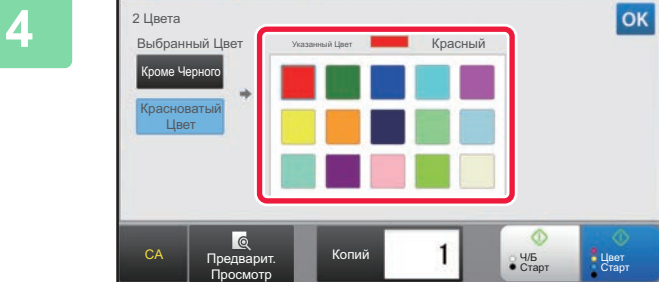 4
2 Цвета
OK
Выбранный Цвет
Указанный Цвет
Красный
Кроме Черного
Красноватый
Цвет
CA
Предварит.
Просмотр
Копий
1
Ч/Б
Старт
Цвет
Старт